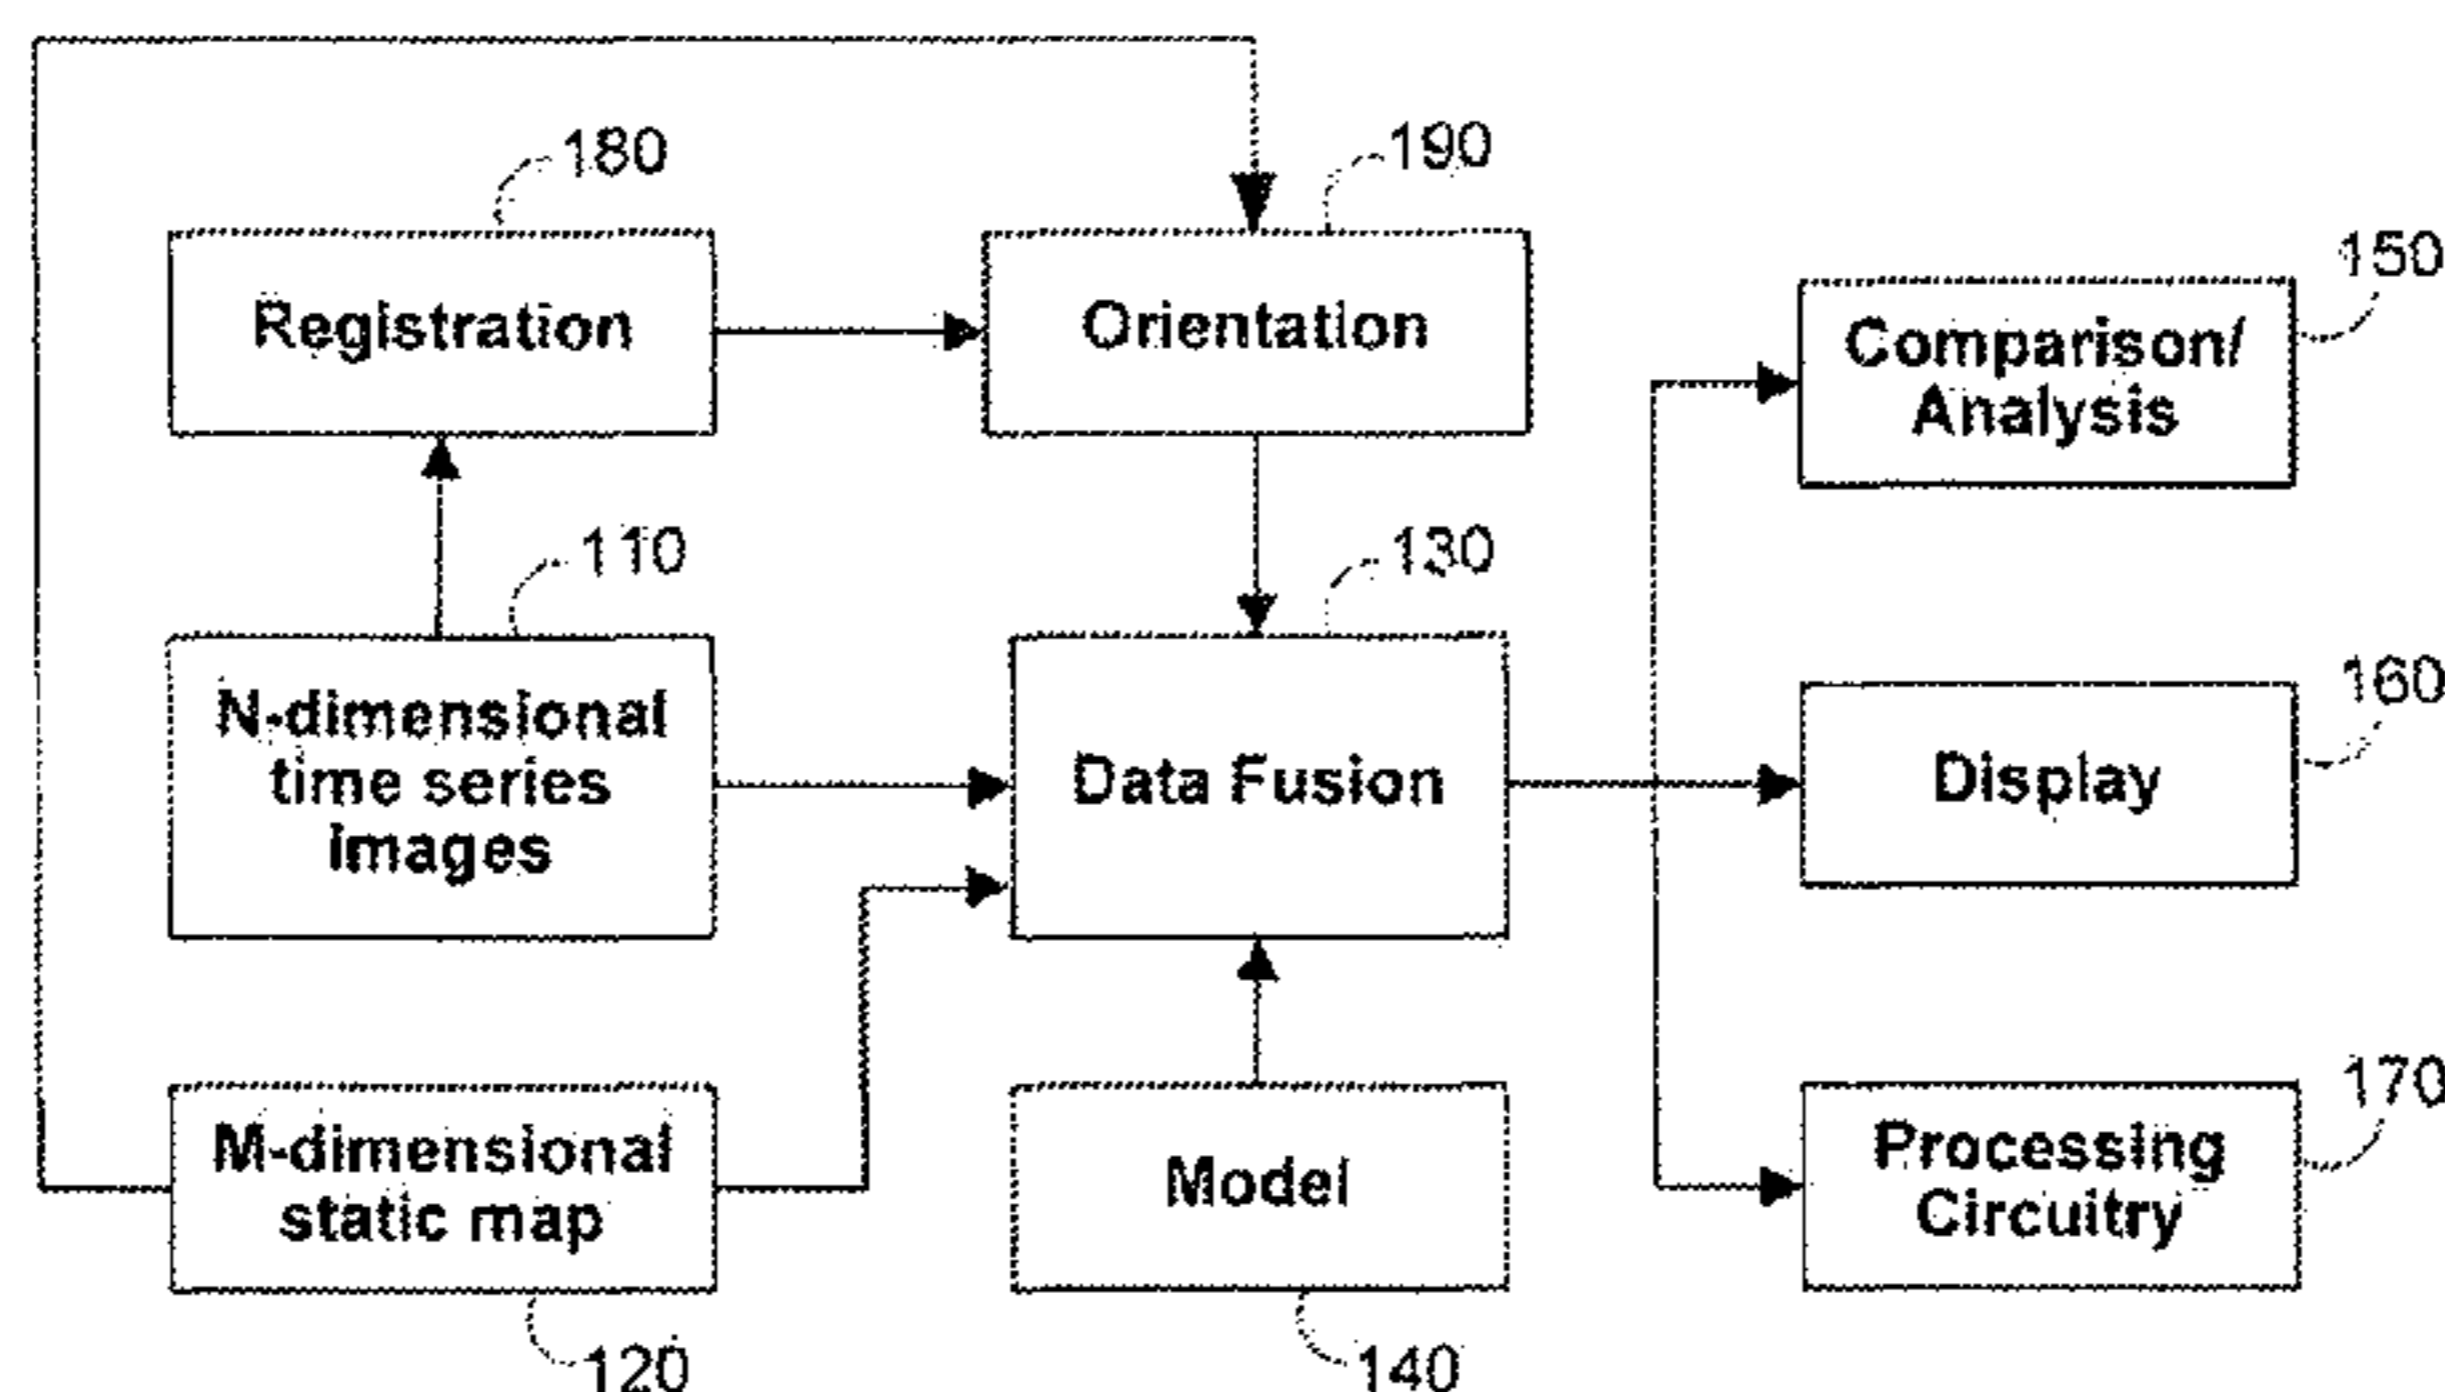 180
190
Registration
Orientation
150
Comparison/
Analysis
110
130
N-dimensional
time series
images
Data Fusion
160
Display
M-dimensional
static map
Model
170
Processing
Circuitry
120
140